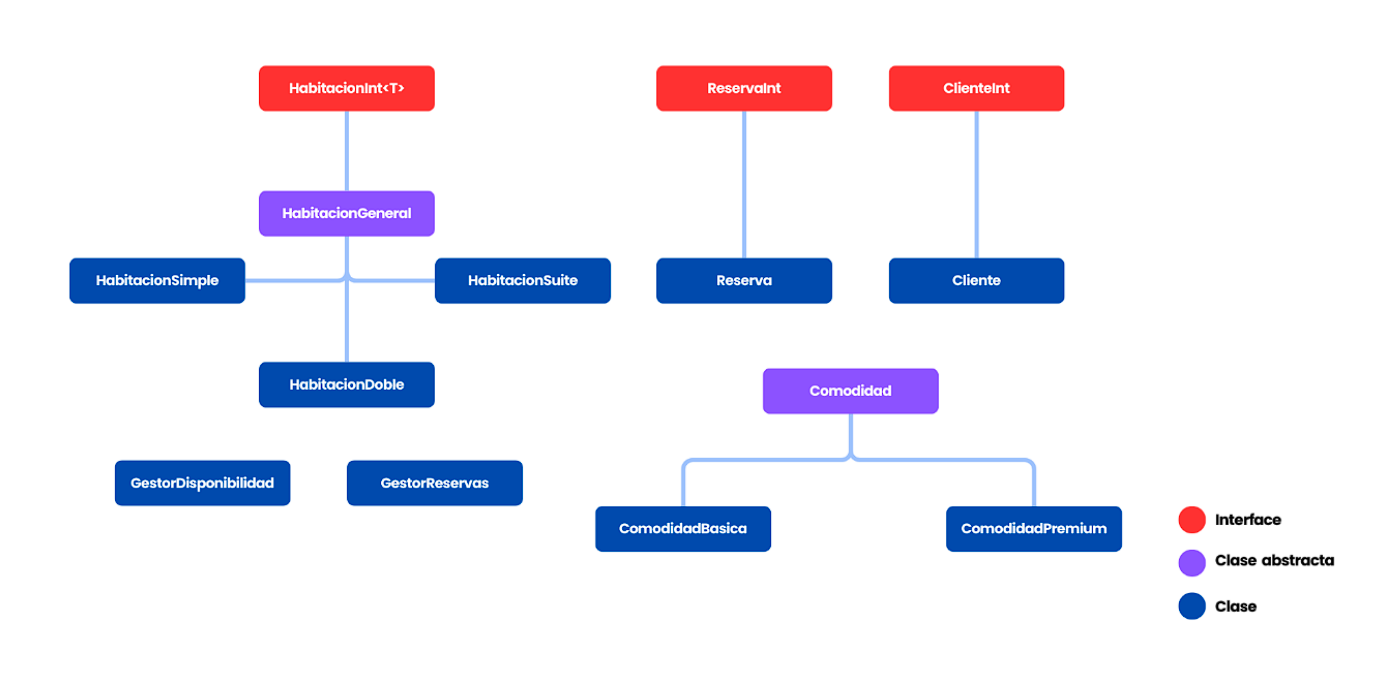 HabitacionInt<T>
ReservaInt
ClienteInt
HabitacionGeneral
HabitacionSimple
HabitacionSuite
Reserva
Cliente
HabitacionDoble
Comodidad
GestorDisponibilidad
GestorReservas
ComodidadBasica
ComodidadPremium
Interface
Clase abstracta
Clase